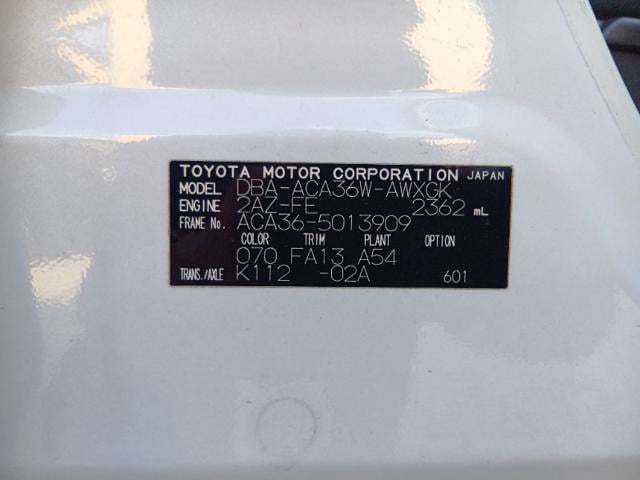 TOYOTA MOTOR CORPORATION JAPAN
MODEL DBA-ACA36W-AWXGK
ENGINE 2AZ-FE 2362 mL
FRAME No. ACA36-5013909
COLOR TRIM PLANT OPTION
070 FA13 A54
TRANS./AXLE K112 -02A 601